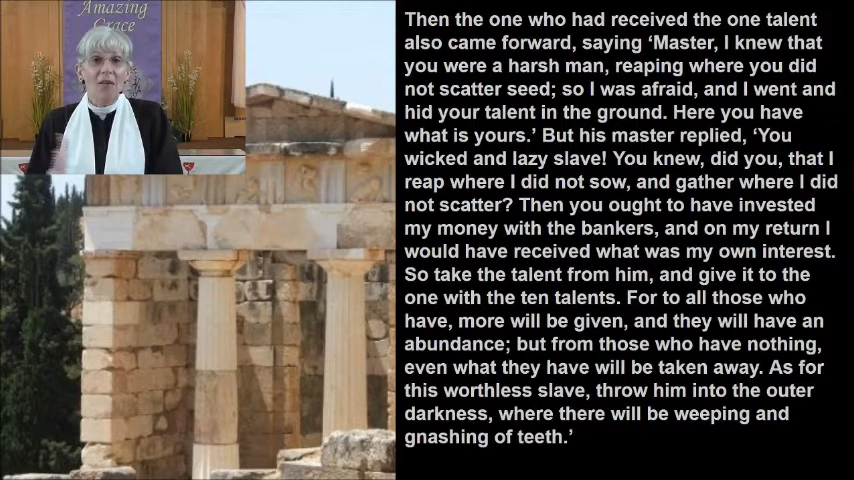 Amazing
Grace
Then the one who had received the one talent
also came forward, saying ‘Master, I knew that
you were a harsh man, reaping where you did
not scatter seed; so I was afraid, and I went and
hid your talent in the ground. Here you have
what is yours.’ But his master replied, ‘You
wicked and lazy slave! You knew, did you, that I
reap where I did not sow, and gather where I did
not scatter? Then you ought to have invested
my money with the bankers, and on my return I
would have received what was my own interest.
So take the talent from him, and give it to the
one with the ten talents. For to all those who
have, more will be given, and they will have an
abundance; but from those who have nothing,
even what they have will be taken away. As for
this worthless slave, throw him into the outer
darkness, where there will be weeping and
gnashing of teeth.’